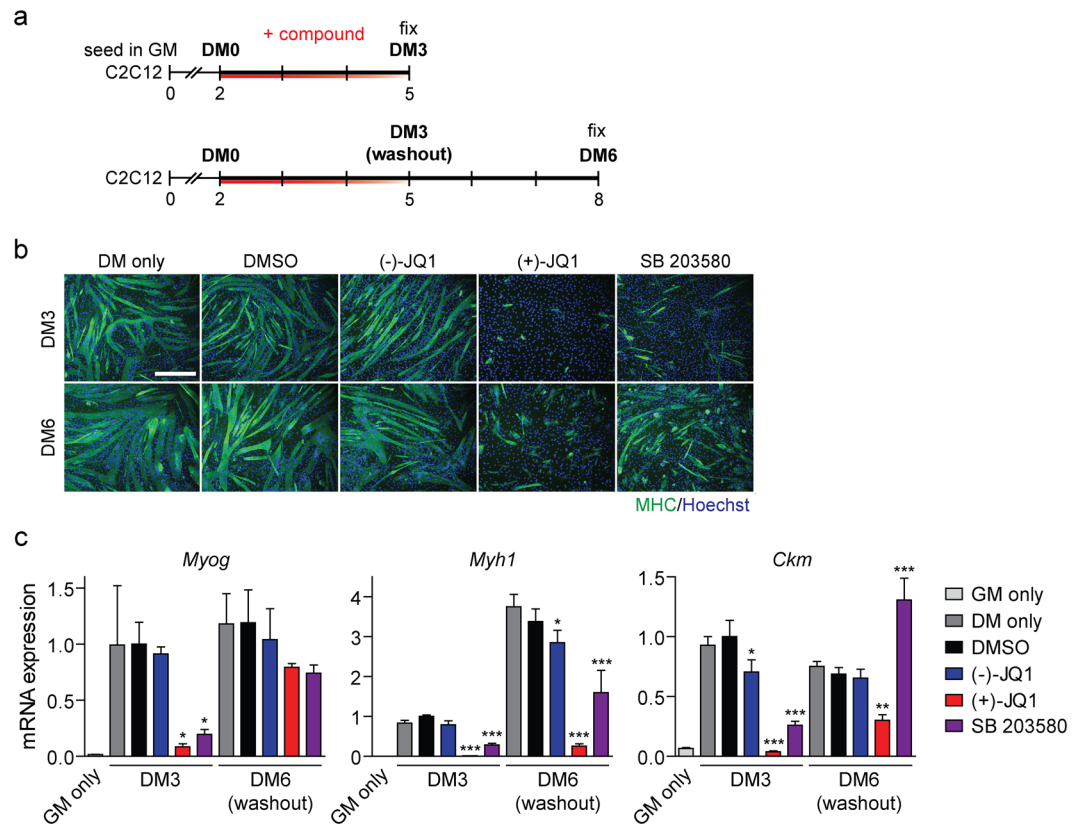 a
+ compound
fix
seed in GM DM0 DM3
C2C12
0 2 5
DM3 fix
DM0 (washout) DM6
C2C12
0 2 5 8
b
DM only DMSO (-)-JQ1 (+)-JQ1 SB 203580
DM3
DM6
MHC/Hoechst
c
Myog Myh1 Ckm
mRNA expression
1.5
1.0
0.5
0.0
* *
GM only DM3 DM6
(washout)
4
3
2
1
0
*** *** * *** ***
GM only DM3 DM6
(washout)
1.5
1.0
0.5
0.0
* *** *** ** ***
GM only DM3 DM6
(washout)
GM only
DM only
DMSO
(-)-JQ1
(+)-JQ1
SB 203580